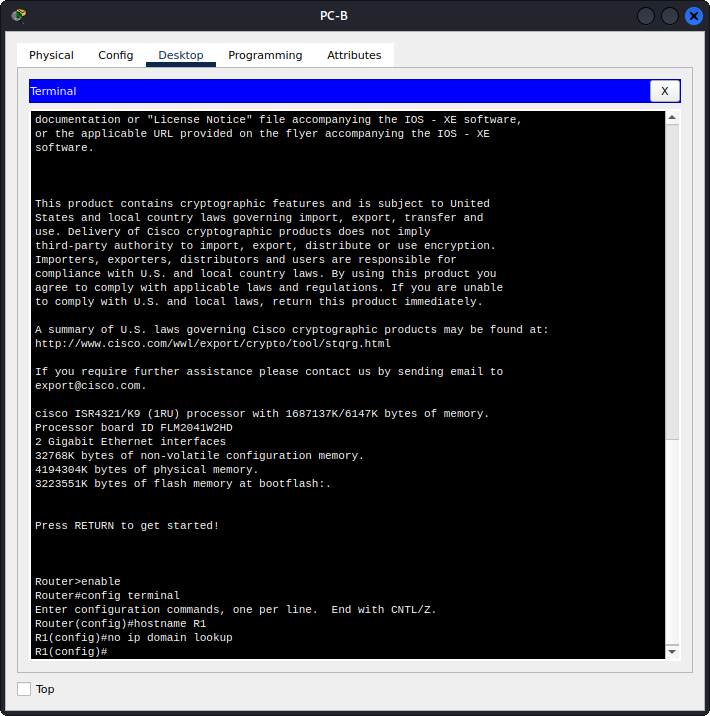 PC-B
Physical Config Desktop Programming Attributes
Terminal X
documentation or "License Notice" file accompanying the IOS - XE software,
or the applicable URL provided on the flyer accompanying the IOS - XE
software.
This product contains cryptographic features and is subject to United
States and local country laws governing import, export, transfer and
use. Delivery of Cisco cryptographic products does not imply
third-party authority to import, export, distribute or use encryption.
Importers, exporters, distributors and users are responsible for
compliance with U.S. and local country laws. By using this product you
agree to comply with applicable laws and regulations. If you are unable
to comply with U.S. and local laws, return this product immediately.
A summary of U.S. laws governing Cisco cryptographic products may be found at:
http://www.cisco.com/wwl/export/crypto/tool/stqrg.html
If you require further assistance please contact us by sending email to
export@cisco.com.
cisco ISR4321/K9 (1RU) processor with 1687137K/6147K bytes of memory.
Processor board ID FLM2041W2HD
2 Gigabit Ethernet interfaces
32768K bytes of non-volatile configuration memory.
4194304K bytes of physical memory.
3223551K bytes of flash memory at bootflash:.
Press RETURN to get started!
Router>enable
Router#config terminal
Enter configuration commands, one per line.  End with CNTL/Z.
Router(config)#hostname R1
R1(config)#no ip domain lookup
R1(config)#
Top